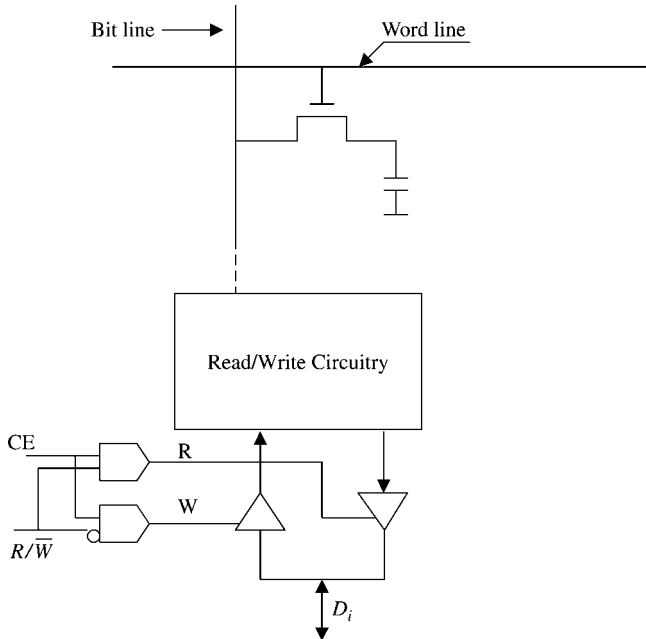 Bit line
Word line
Read/Write Circuitry
CE
R
W
R/W̅
Dᵢ